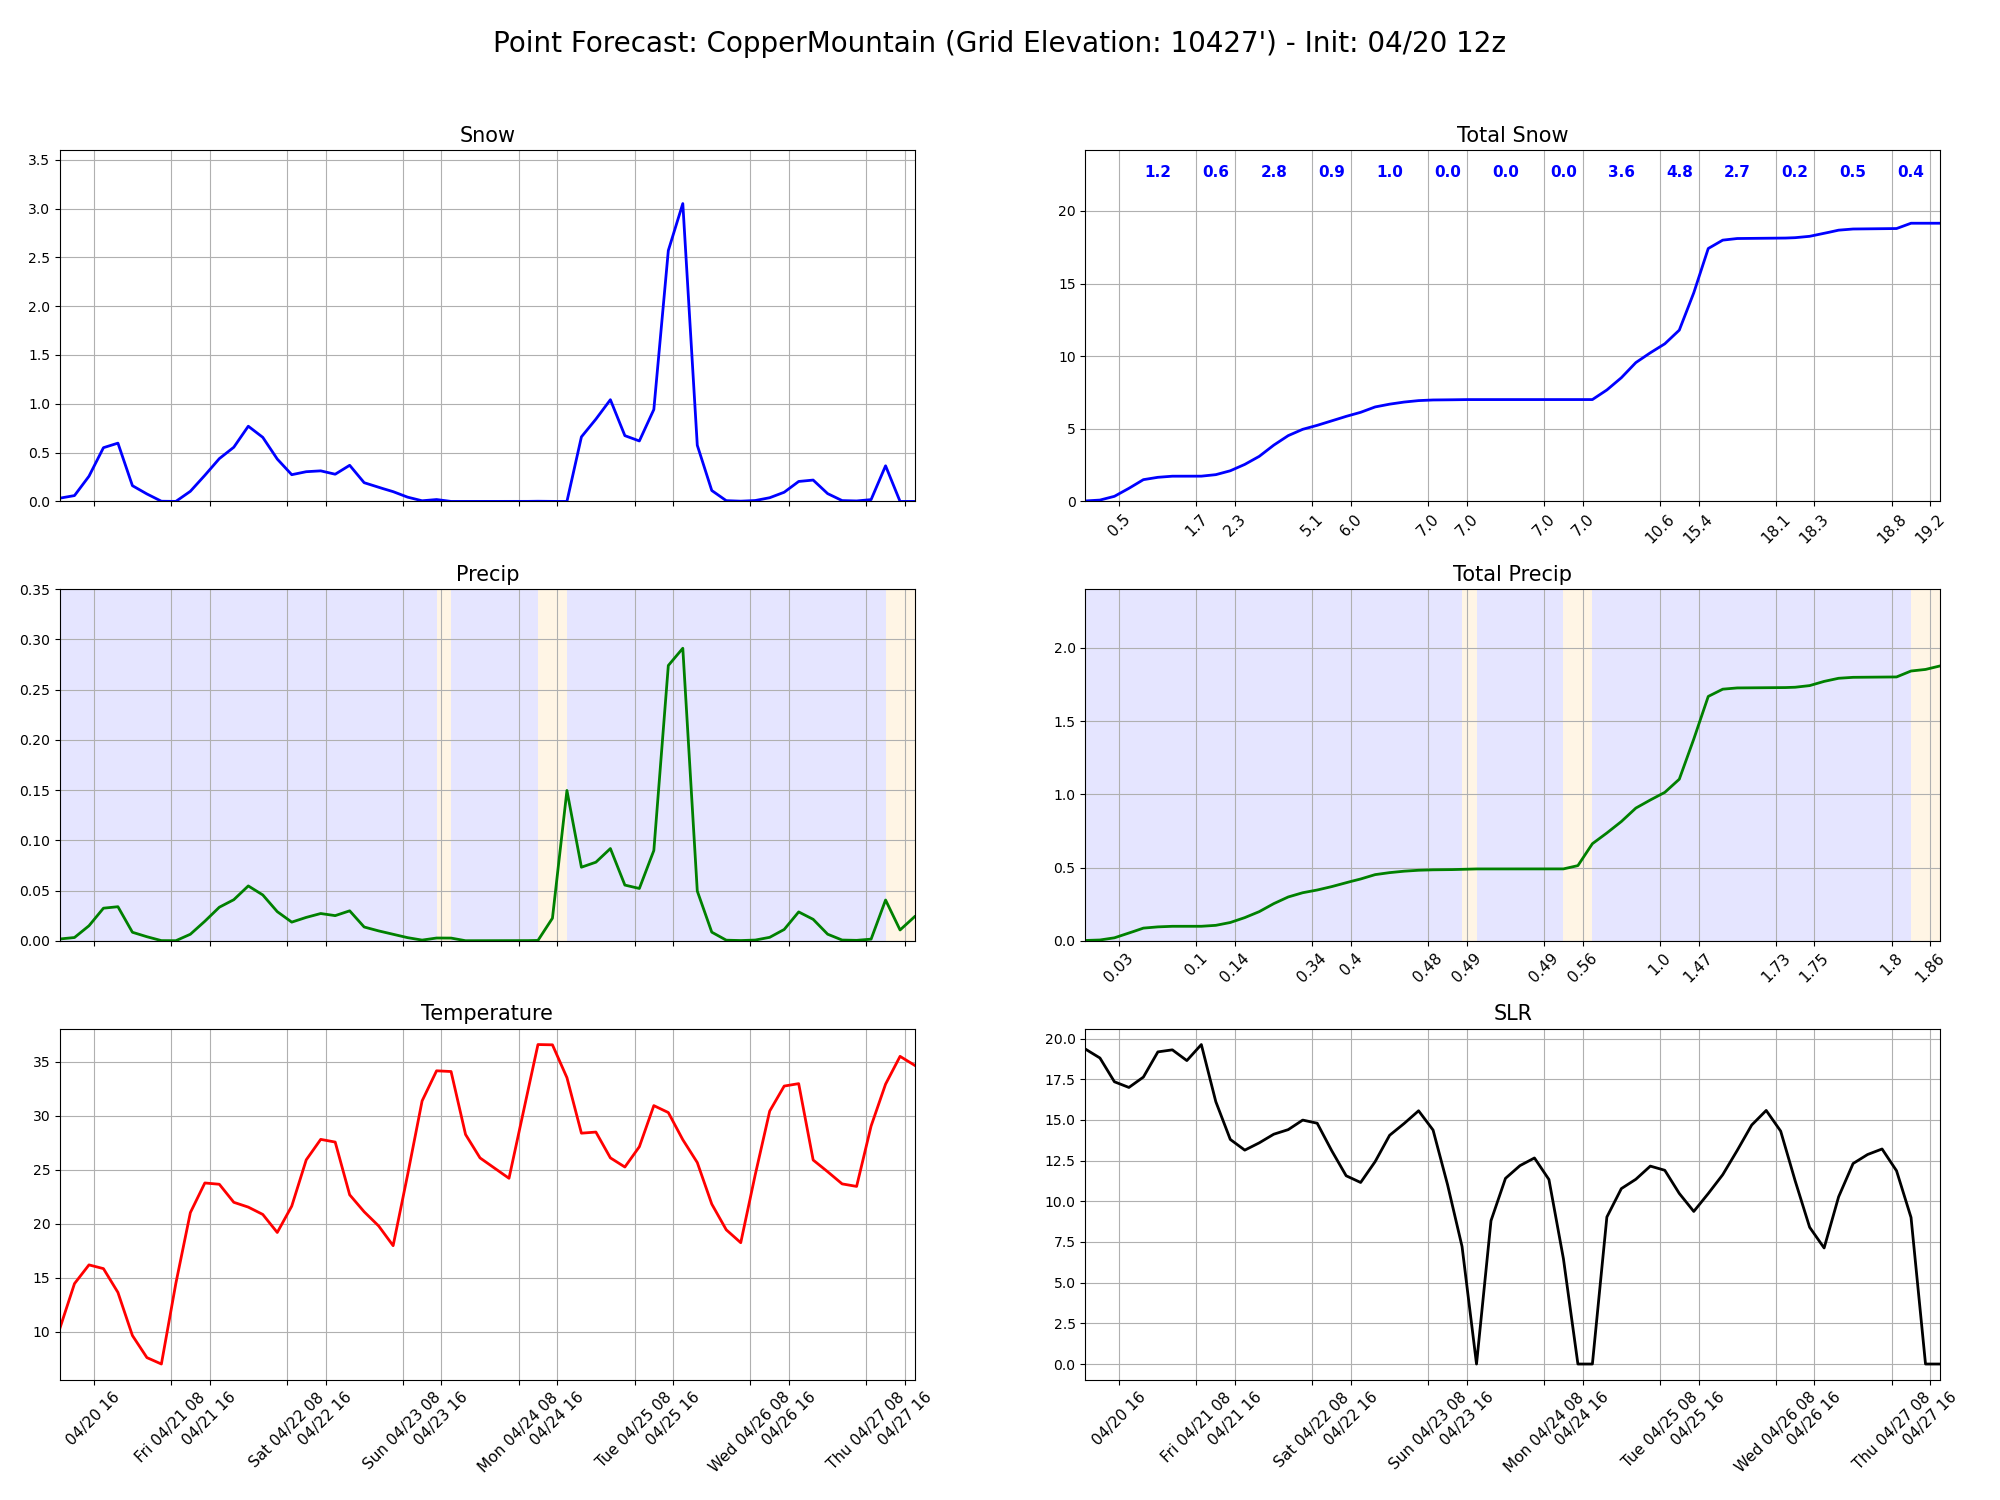 Point Forecast: CopperMountain (Grid Elevation: 10427') - Init: 04/20 12z
Snow
3.5
3.0
2.5
2.0
1.5
1.0
0.5
0.0
Total Snow
1.2 0.6 2.8 0.9 1.0 0.0 0.0 0.0 3.6 4.8 2.7 0.2 0.5 0.4
20
15
10
5
0
0.5 1.7 2.3 5.1 6.0 7.0 7.0 7.0 7.0 10.6 15.4 18.1 18.3 18.8 19.2
Precip
0.35
0.30
0.25
0.20
0.15
0.10
0.05
0.00
Total Precip
2.0
1.5
1.0
0.5
0.0
0.03 0.1 0.14 0.34 0.4 0.48 0.49 0.49 0.56 1.0 1.47 1.73 1.75 1.8 1.86
Temperature
35
30
25
20
15
10
04/20 16
Fri 04/21 08
04/21 16
Sat 04/22 08
04/22 16
Sun 04/23 08
04/23 16
Mon 04/24 08
04/24 16
Tue 04/25 08
04/25 16
Wed 04/26 08
04/26 16
Thu 04/27 08
04/27 16
SLR
20.0
17.5
15.0
12.5
10.0
7.5
5.0
2.5
0.0
04/20 16
Fri 04/21 08
04/21 16
Sat 04/22 08
04/22 16
Sun 04/23 08
04/23 16
Mon 04/24 08
04/24 16
Tue 04/25 08
04/25 16
Wed 04/26 08
04/26 16
Thu 04/27 08
04/27 16